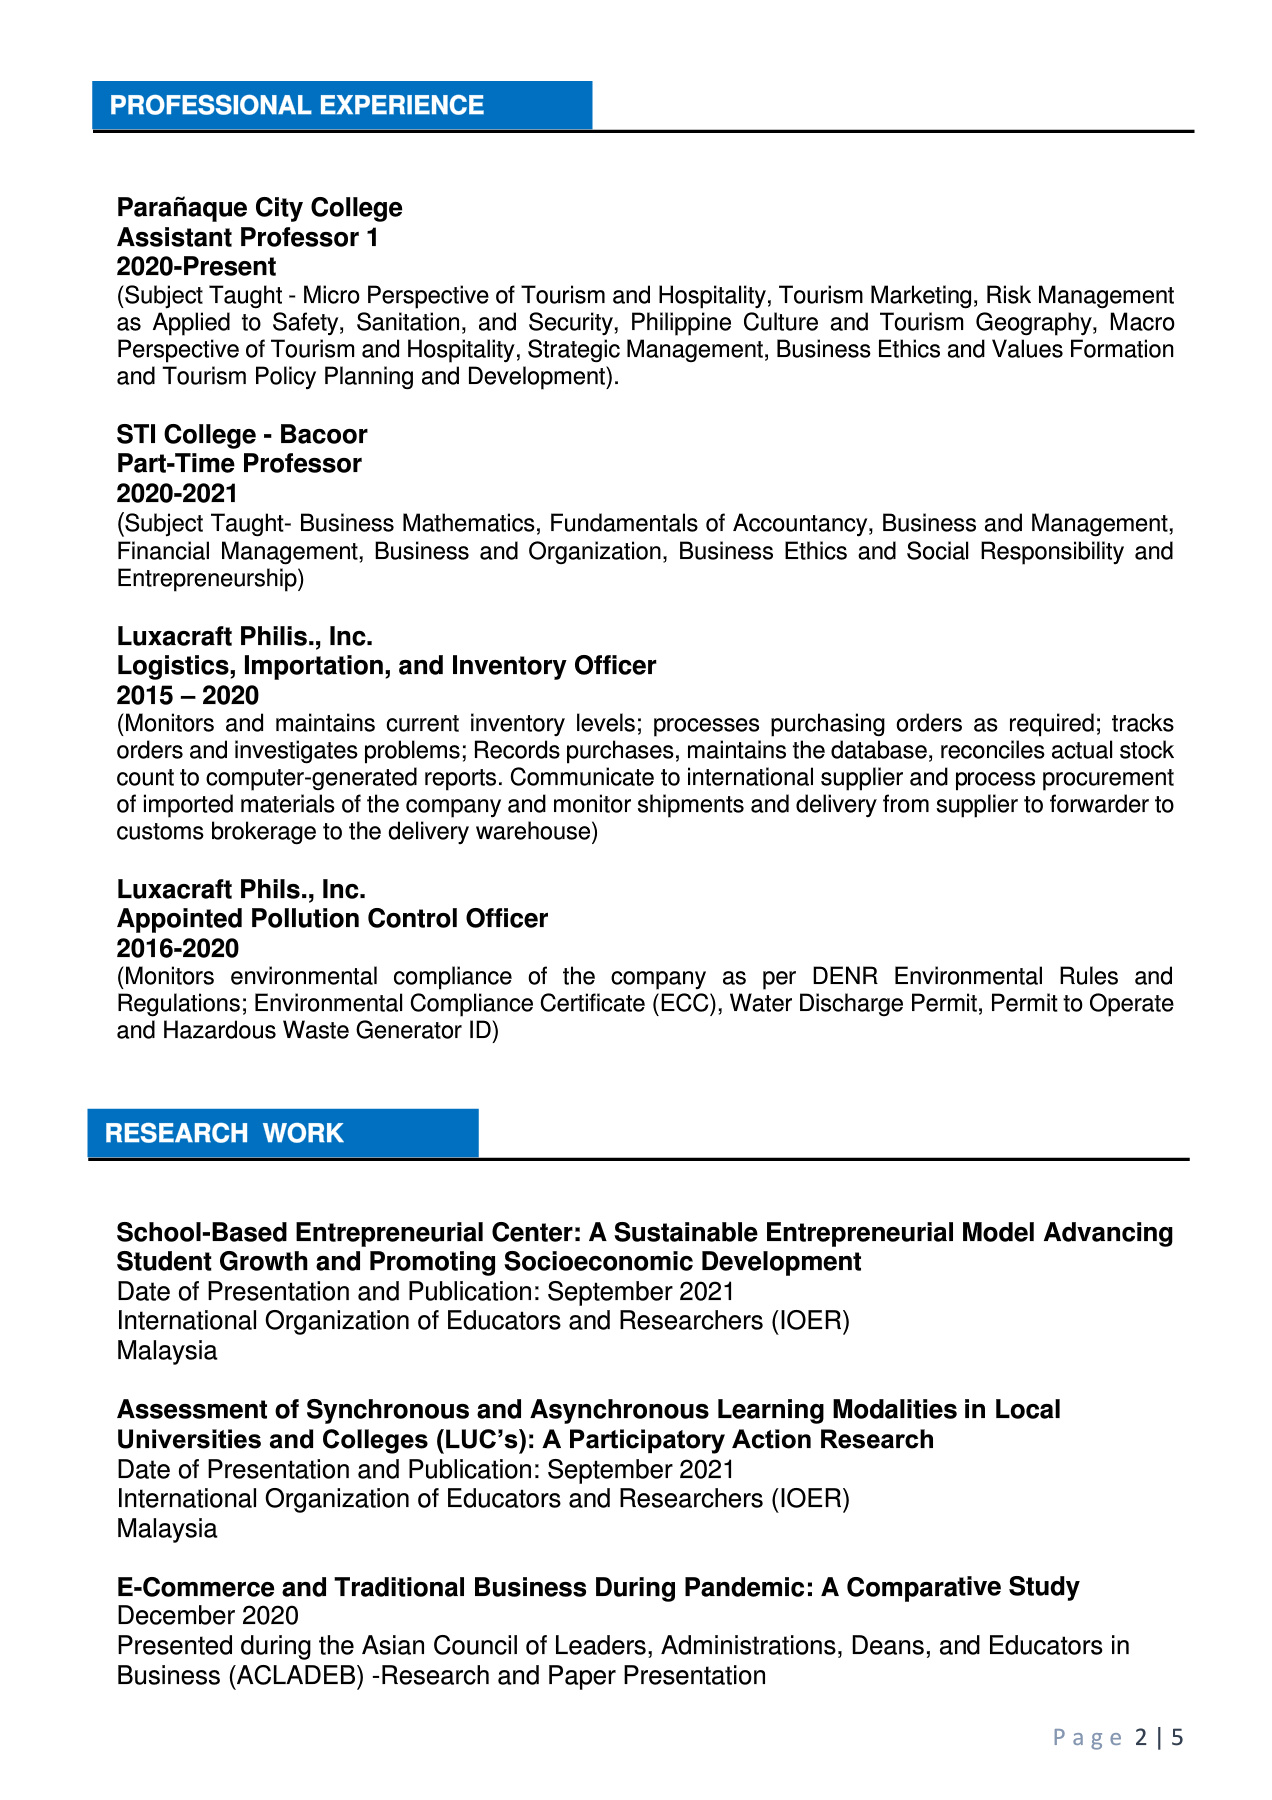 PROFESSIONAL EXPERIENCE
Parañaque City College
Assistant Professor 1
2020-Present
(Subject Taught - Micro Perspective of Tourism and Hospitality, Tourism Marketing, Risk Management
as Applied to Safety, Sanitation, and Security, Philippine Culture and Tourism Geography, Macro
Perspective of Tourism and Hospitality, Strategic Management, Business Ethics and Values Formation
and Tourism Policy Planning and Development).
STI College - Bacoor
Part-Time Professor
2020-2021
(Subject Taught- Business Mathematics, Fundamentals of Accountancy, Business and Management,
Financial Management, Business and Organization, Business Ethics and Social Responsibility and
Entrepreneurship)
Luxacraft Philis., Inc.
Logistics, Importation, and Inventory Officer
2015 – 2020
(Monitors and maintains current inventory levels; processes purchasing orders as required; tracks
orders and investigates problems; Records purchases, maintains the database, reconciles actual stock
count to computer-generated reports. Communicate to international supplier and process procurement
of imported materials of the company and monitor shipments and delivery from supplier to forwarder to
customs brokerage to the delivery warehouse)
Luxacraft Phils., Inc.
Appointed Pollution Control Officer
2016-2020
(Monitors environmental compliance of the company as per DENR Environmental Rules and
Regulations; Environmental Compliance Certificate (ECC), Water Discharge Permit, Permit to Operate
and Hazardous Waste Generator ID)
RESEARCH WORK
School-Based Entrepreneurial Center: A Sustainable Entrepreneurial Model Advancing
Student Growth and Promoting Socioeconomic Development
Date of Presentation and Publication: September 2021
International Organization of Educators and Researchers (IOER)
Malaysia
Assessment of Synchronous and Asynchronous Learning Modalities in Local
Universities and Colleges (LUC’s): A Participatory Action Research
Date of Presentation and Publication: September 2021
International Organization of Educators and Researchers (IOER)
Malaysia
E-Commerce and Traditional Business During Pandemic: A Comparative Study
December 2020
Presented during the Asian Council of Leaders, Administrations, Deans, and Educators in
Business (ACLADEB) -Research and Paper Presentation
Page 2 | 5